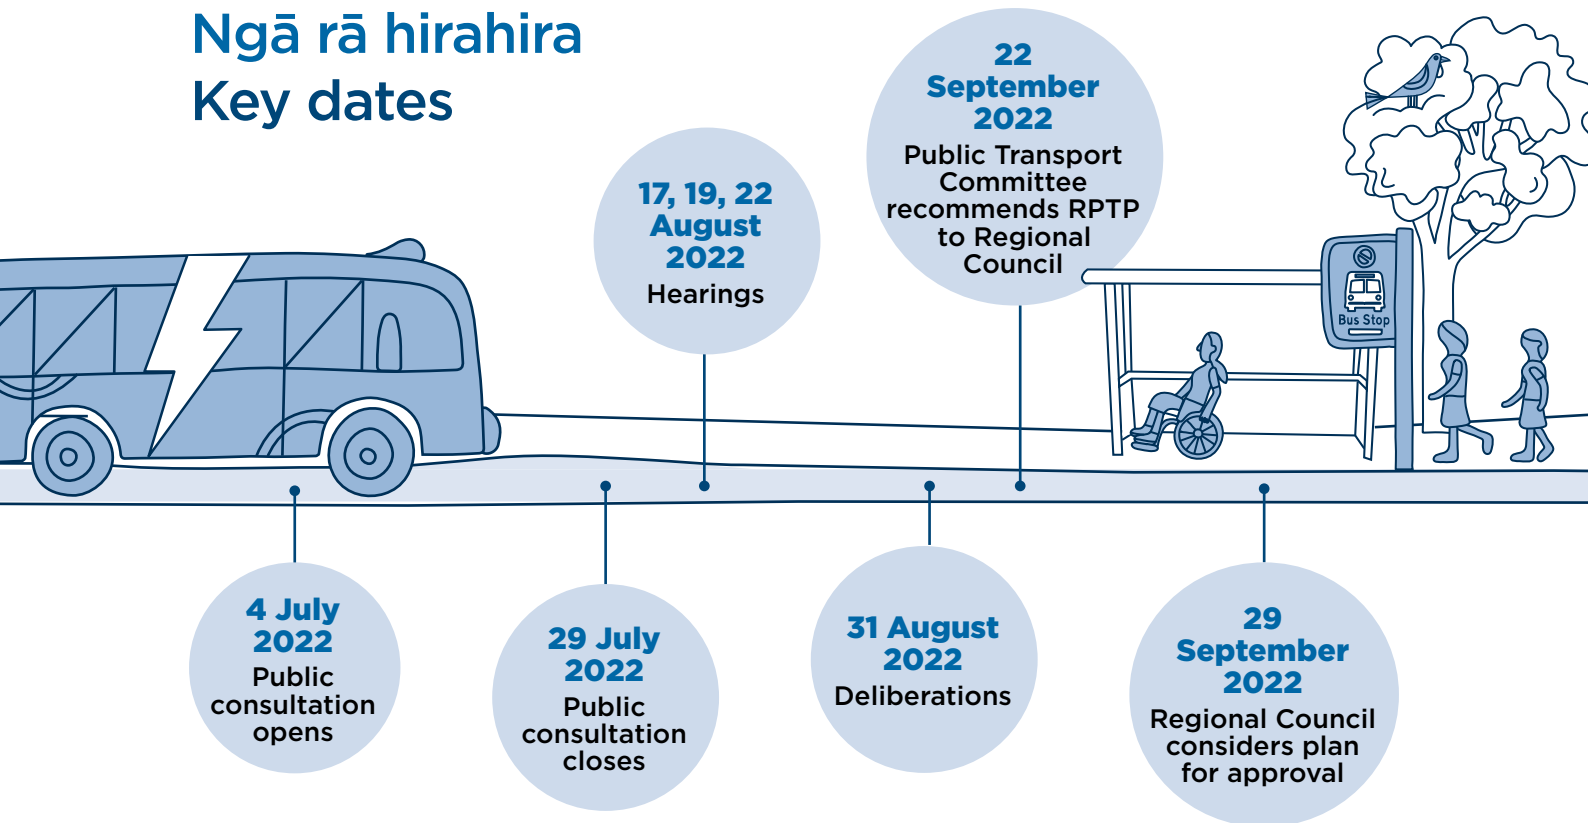 Ngā rā hirahira
Key dates
4 July
2022
Public
consultation
opens
29 July
2022
Public
consultation
closes
17, 19, 22
August
2022
Hearings
31 August
2022
Deliberations
22
September
2022
Public Transport
Committee
recommends RPTP
to Regional
Council
29
September
2022
Regional Council
considers plan
for approval
Bus Stop